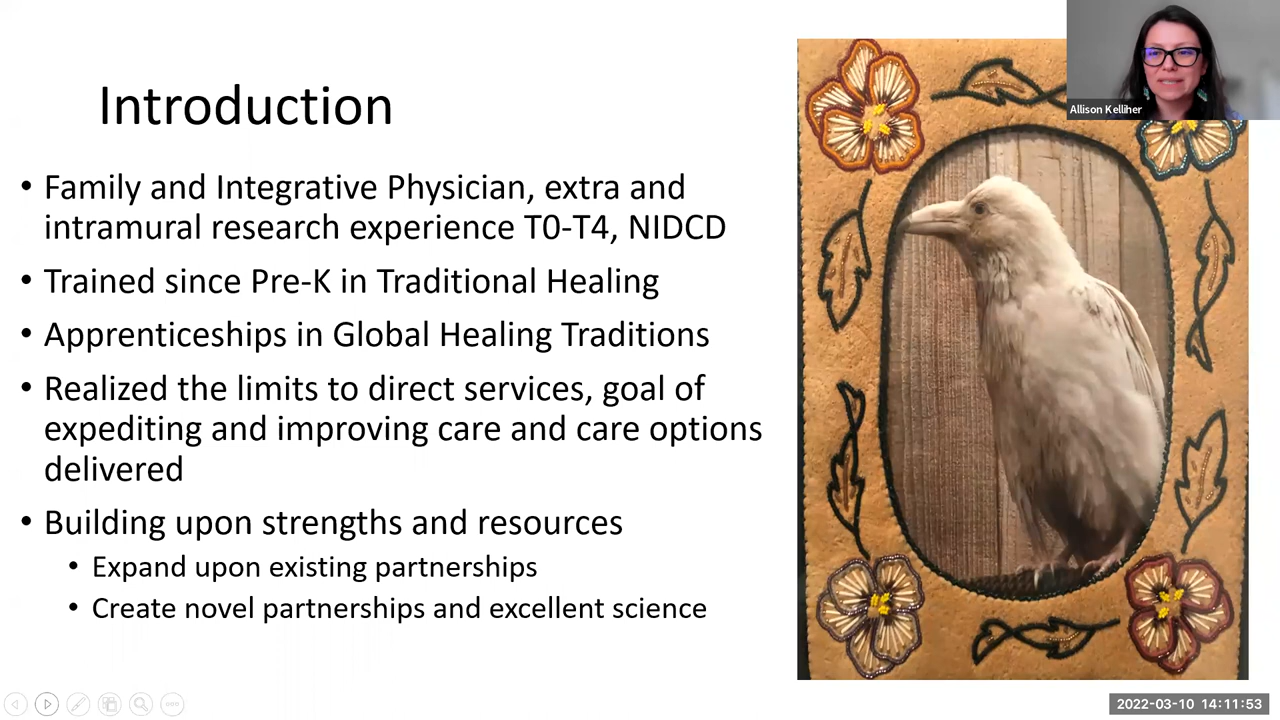 Introduction
• Family and Integrative Physician, extra and
intramural research experience T0-T4, NIDCD
• Trained since Pre-K in Traditional Healing
• Apprenticeships in Global Healing Traditions
• Realized the limits to direct services, goal of
expediting and improving care and care options
delivered
• Building upon strengths and resources
• Expand upon existing partnerships
• Create novel partnerships and excellent science
Allison Kelliher
2022-03-10 14:11:53